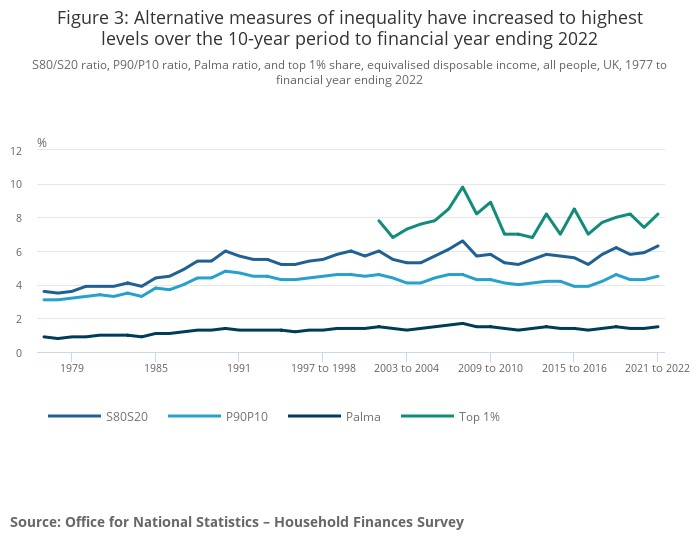 Figure 3: Alternative measures of inequality have increased to highest
levels over the 10-year period to financial year ending 2022
S80/S20 ratio, P90/P10 ratio, Palma ratio, and top 1% share, equivalised disposable income, all people, UK, 1977 to
financial year ending 2022
%
12
10
8
6
4
2
0
1979 1985 1991 1997 to 1998 2003 to 2004 2009 to 2010 2015 to 2016 2021 to 2022
S80S20 P90P10 Palma Top 1%
Source: Office for National Statistics – Household Finances Survey